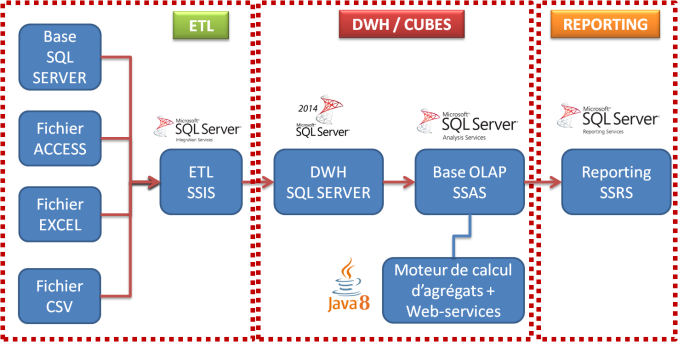 ETL
DWH / CUBES
REPORTING
Base
SQL
SERVER
Fichier
ACCESS
Fichier
EXCEL
Fichier
CSV
Microsoft®
SQL Server®
Integration Services
ETL
SSIS
2014
Microsoft®
SQL Server®
DWH
SQL SERVER
Microsoft®
SQL Server®
Analysis Services
Base OLAP
SSAS
Java 8
Moteur de calcul
d'agrégats +
Web-services
Microsoft®
SQL Server®
Reporting Services
Reporting
SSRS